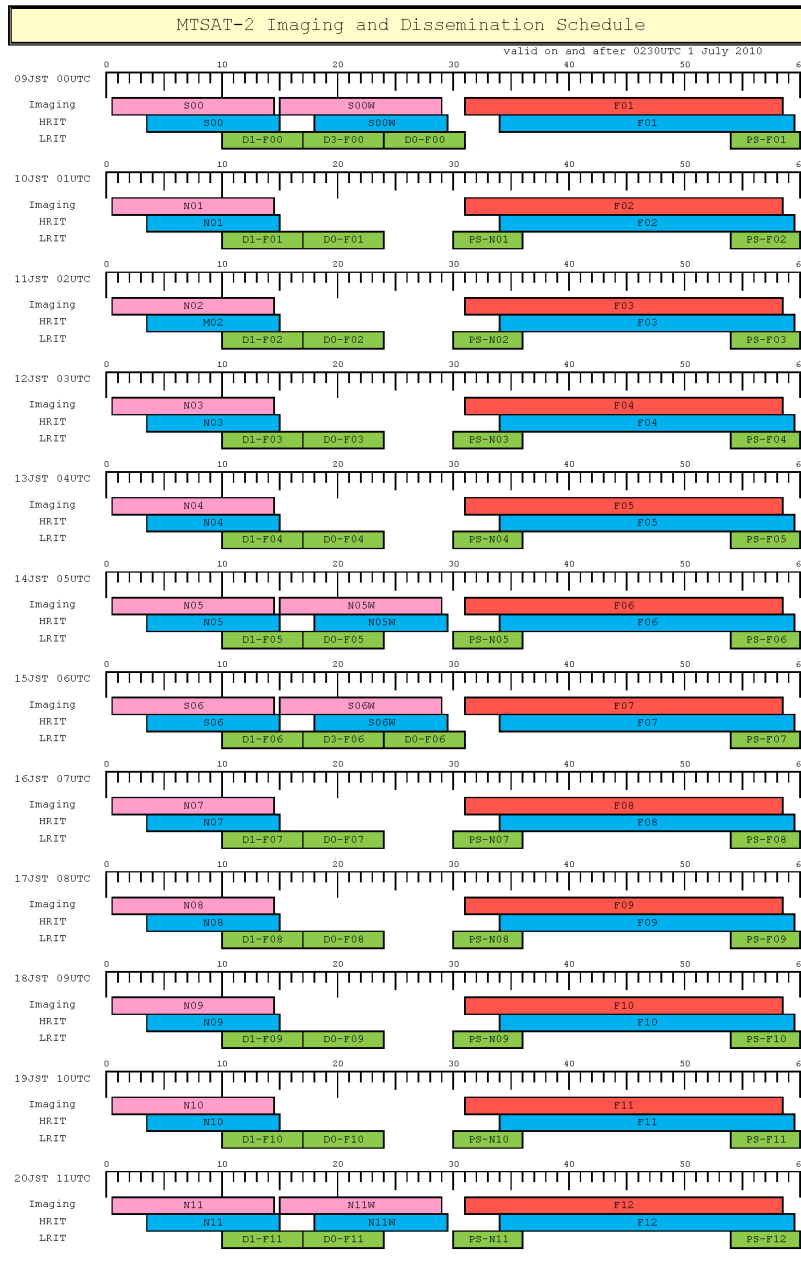 MTSAT-2 Imaging and Dissemination Schedule
valid on and after 0230UTC 1 July 2010
0 10 20 30 40 50 6
09JST 00UTC
Imaging S00 S00W F01
HRIT S00 S00W F01
LRIT D1-F00 D3-F00 D0-F00 PS-F01
0 10 20 30 40 50 6
10JST 01UTC
Imaging N01 F02
HRIT N01 F02
LRIT D1-F01 D0-F01 PS-N01 PS-F02
0 10 20 30 40 50 6
11JST 02UTC
Imaging N02 F03
HRIT M02 F03
LRIT D1-F02 D0-F02 PS-N02 PS-F03
0 10 20 30 40 50 6
12JST 03UTC
Imaging N03 F04
HRIT N03 F04
LRIT D1-F03 D0-F03 PS-N03 PS-F04
0 10 20 30 40 50 6
13JST 04UTC
Imaging N04 F05
HRIT N04 F05
LRIT D1-F04 D0-F04 PS-N04 PS-F05
0 10 20 30 40 50 6
14JST 05UTC
Imaging N05 N05W F06
HRIT N05 N05W F06
LRIT D1-F05 D0-F05 PS-N05 PS-F06
0 10 20 30 40 50 6
15JST 06UTC
Imaging S06 S06W F07
HRIT S06 S06W F07
LRIT D1-F06 D3-F06 D0-F06 PS-F07
0 10 20 30 40 50 6
16JST 07UTC
Imaging N07 F08
HRIT N07 F08
LRIT D1-F07 D0-F07 PS-N07 PS-F08
0 10 20 30 40 50 6
17JST 08UTC
Imaging N08 F09
HRIT N08 F09
LRIT D1-F08 D0-F08 PS-N08 PS-F09
0 10 20 30 40 50 6
18JST 09UTC
Imaging N09 F10
HRIT N09 F10
LRIT D1-F09 D0-F09 PS-N09 PS-F10
0 10 20 30 40 50 6
19JST 10UTC
Imaging N10 F11
HRIT N10 F11
LRIT D1-F10 D0-F10 PS-N10 PS-F11
0 10 20 30 40 50 6
20JST 11UTC
Imaging N11 N11W F12
HRIT N11 N11W F12
LRIT D1-F11 D0-F11 PS-N11 PS-F12